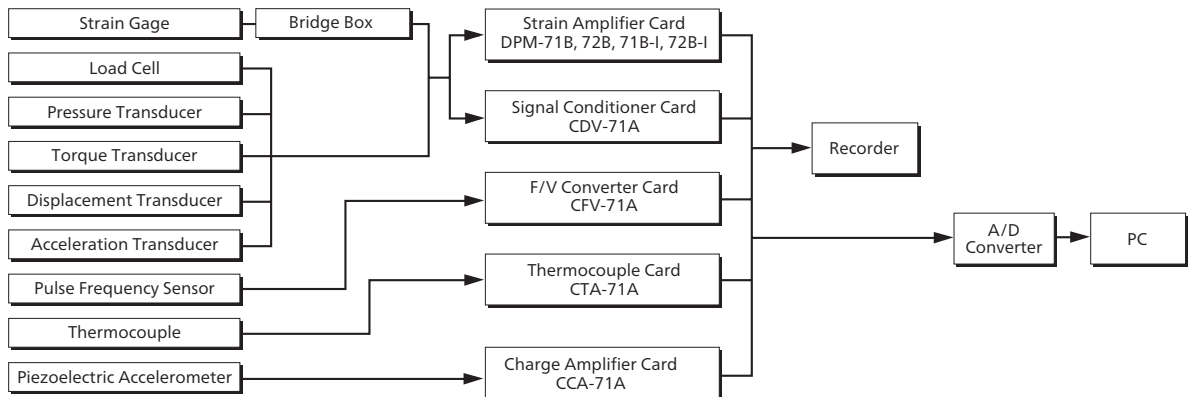 Strain Gage
Bridge Box
Load Cell
Pressure Transducer
Torque Transducer
Displacement Transducer
Acceleration Transducer
Pulse Frequency Sensor
Thermocouple
Piezoelectric Accelerometer
Strain Amplifier Card
DPM-71B, 72B, 71B-I, 72B-I
Signal Conditioner Card
CDV-71A
F/V Converter Card
CFV-71A
Thermocouple Card
CTA-71A
Charge Amplifier Card
CCA-71A
Recorder
A/D
Converter
PC